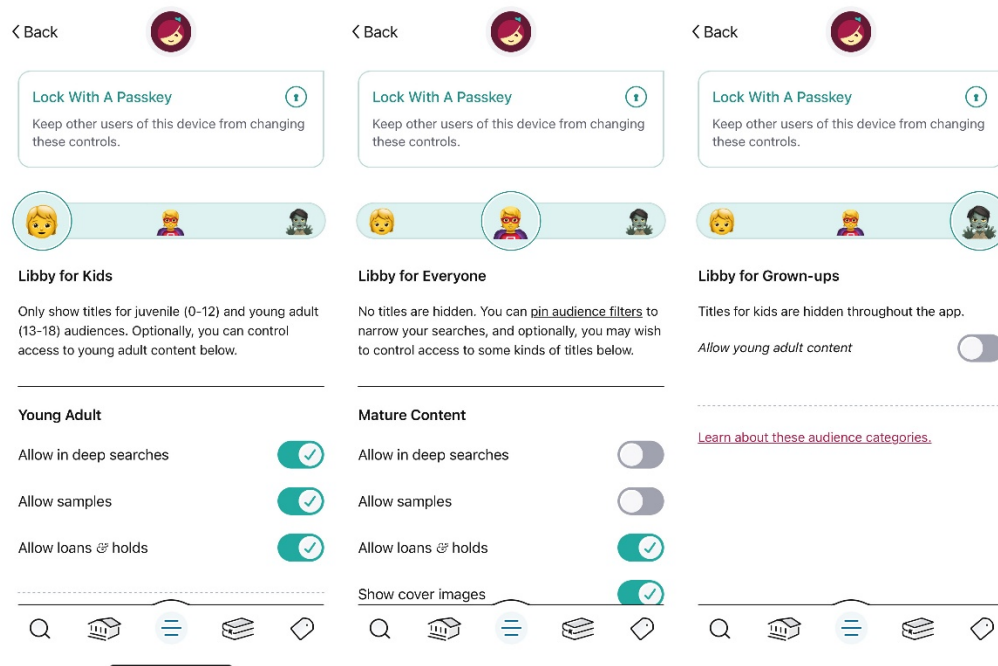 Back
Lock With A Passkey
Keep other users of this device from changing
these controls.
Libby for Kids
Only show titles for juvenile (0-12) and young adult
(13-18) audiences. Optionally, you can control
access to young adult content below.
Young Adult
Allow in deep searches
Allow samples
Allow loans & holds
Back
Lock With A Passkey
Keep other users of this device from changing
these controls.
Libby for Everyone
No titles are hidden. You can pin audience filters to
narrow your searches, and optionally, you may wish
to control access to some kinds of titles below.
Mature Content
Allow in deep searches
Allow samples
Allow loans & holds
Show cover images
Back
Lock With A Passkey
Keep other users of this device from changing
these controls.
Libby for Grown-ups
Titles for kids are hidden throughout the app.
Allow young adult content
Learn about these audience categories.